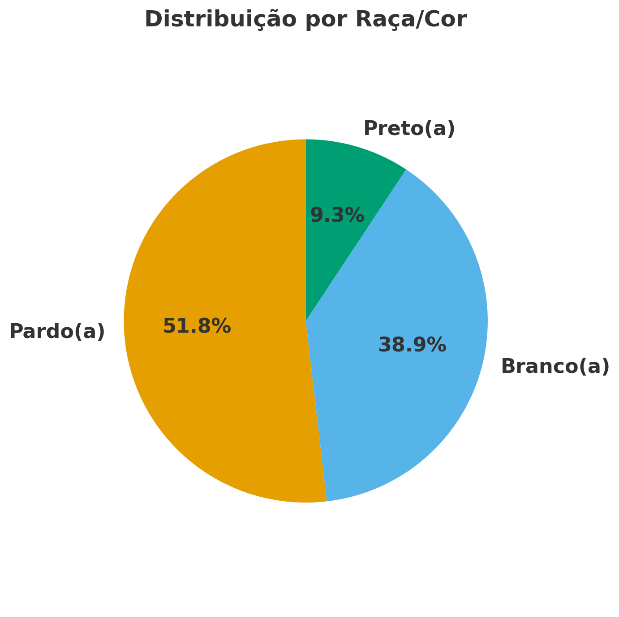 Distribuição por Raça/Cor
Preto(a)
9.3%
Pardo(a)
51.8%
38.9%
Branco(a)